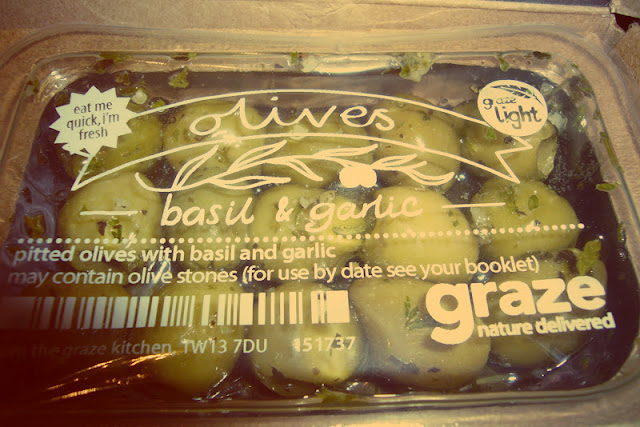 eat me
quick, i'm
fresh
olives
graze
light
basil & garlic
pitted olives with basil and garlic
may contain olive stones (for use by date see your booklet)
graze
nature delivered
the graze kitchen, TW13 7DU 151737